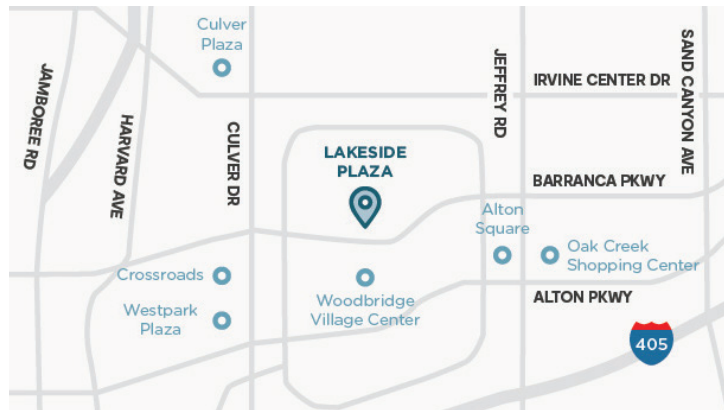 Culver
Plaza
JAMBOREE RD
HARVARD AVE
CULVER DR
JEFFREY RD
SAND CANYON AVE
IRVINE CENTER DR
LAKESIDE
PLAZA
BARRANCA PKWY
Alton
Square
Oak Creek
Shopping Center
Crossroads
Westpark
Plaza
Woodbridge
Village Center
ALTON PKWY
405